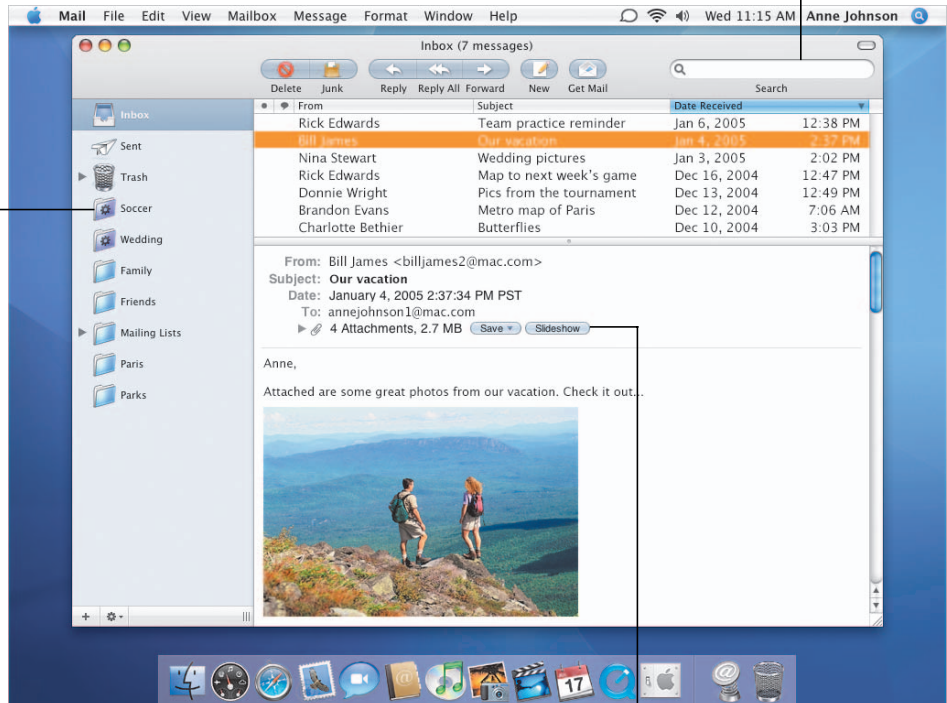 Mail File Edit View Mailbox Message Format Window Help Wed 11:15 AM Anne Johnson
Inbox (7 messages)
Delete Junk Reply Reply All Forward New Get Mail Search
From Subject Date Received
Inbox
Sent
Trash
Soccer
Wedding
Family
Friends
Mailing Lists
Paris
Parks
Rick Edwards Team practice reminder Jan 6, 2005 12:38 PM
Bill James Our vacation Jan 4, 2005 2:37 PM
Nina Stewart Wedding pictures Jan 3, 2005 2:02 PM
Rick Edwards Map to next week's game Dec 16, 2004 12:47 PM
Donnie Wright Pics from the tournament Dec 13, 2004 12:49 PM
Brandon Evans Metro map of Paris Dec 12, 2004 7:06 AM
Charlotte Bethier Butterflies Dec 10, 2004 3:03 PM
From: Bill James <billjames2@mac.com>
Subject: Our vacation
Date: January 4, 2005 2:37:34 PM PST
To: annejohnson1@mac.com
4 Attachments, 2.7 MB Save Slideshow
Anne,
Attached are some great photos from our vacation. Check it out...
17